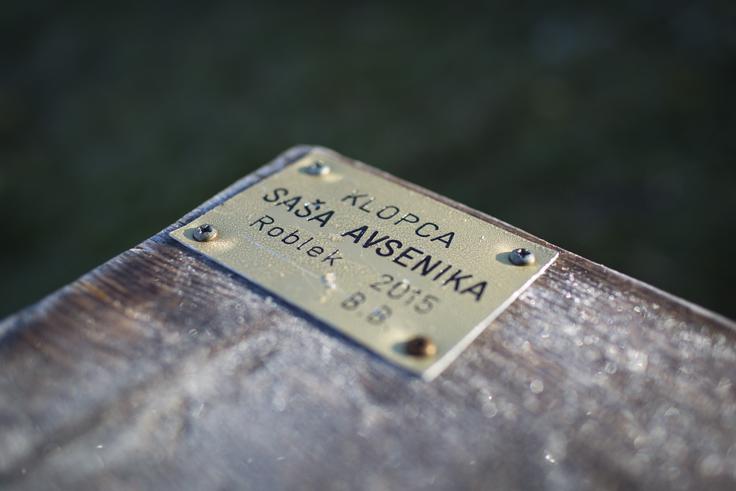 KLOPCA
SAŠA AVSENIKA
Roblek 2015
B.B.